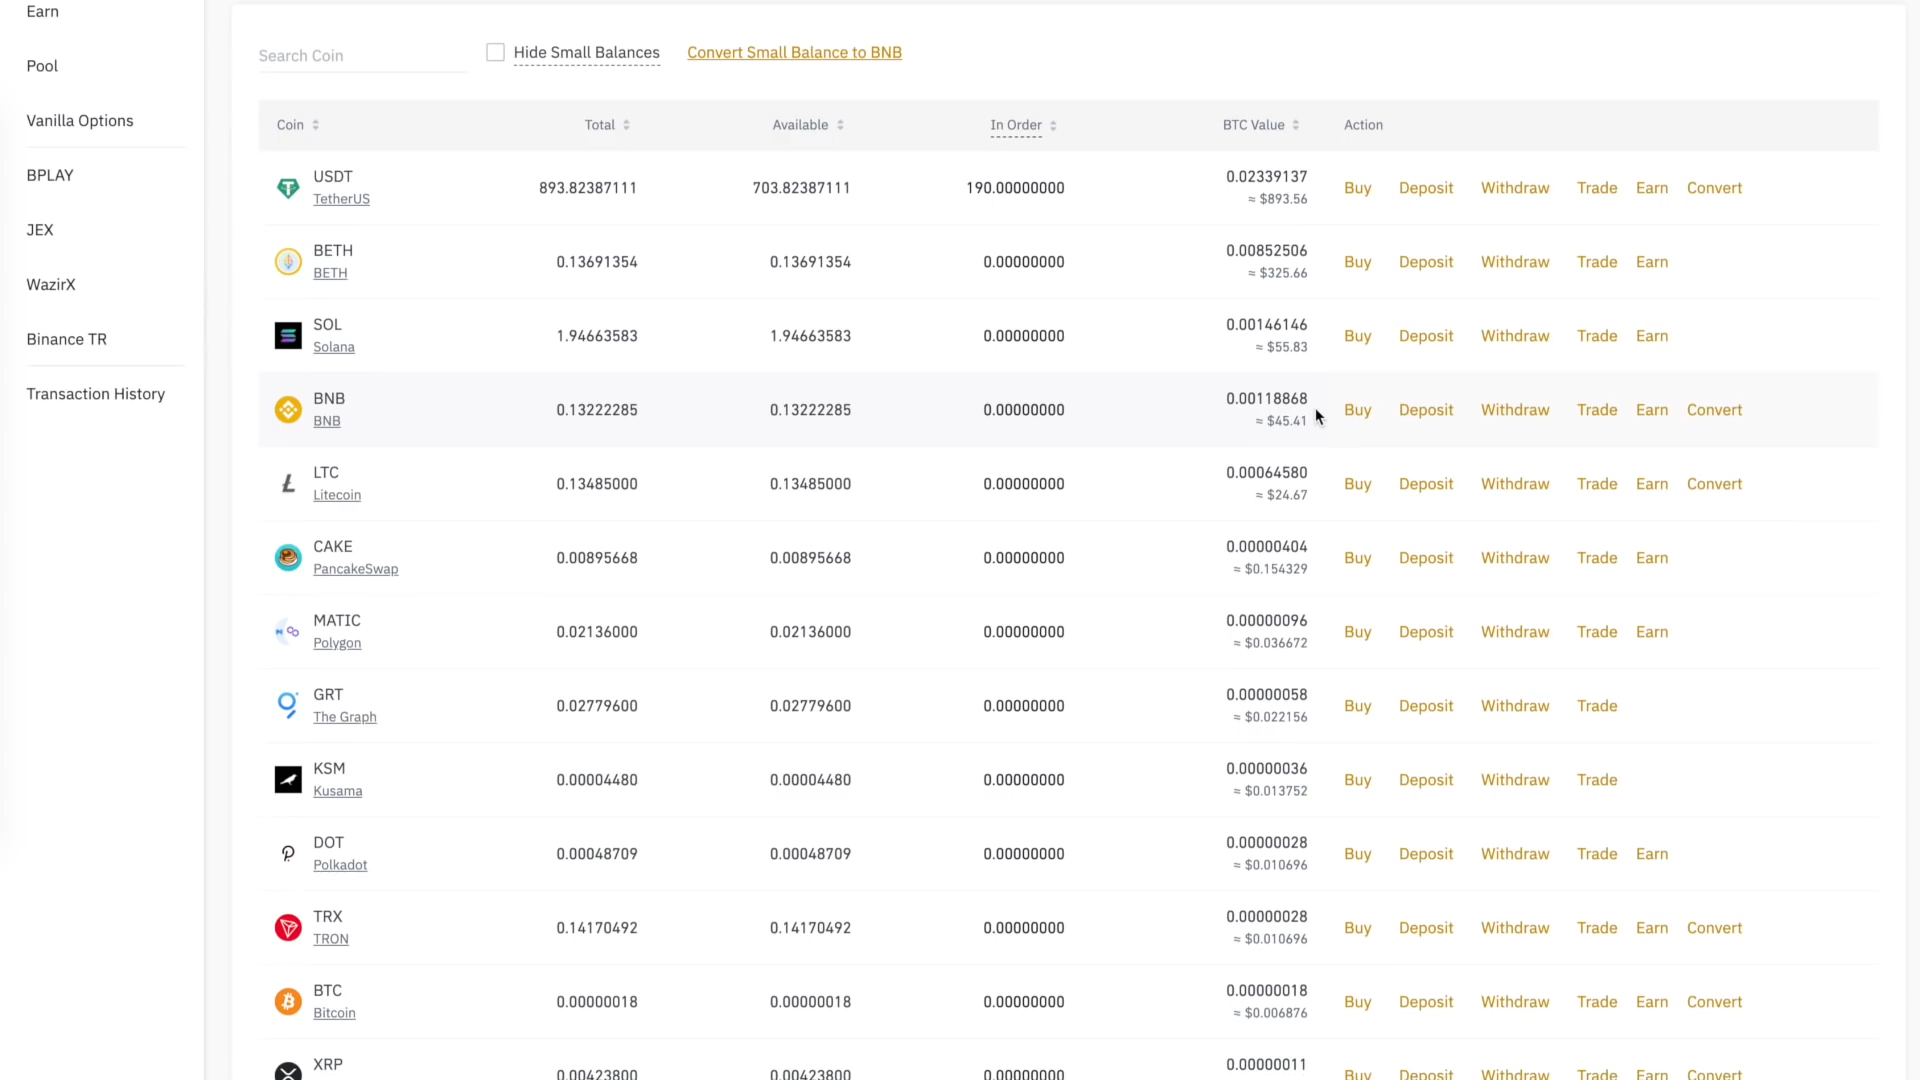 Earn
Pool
Vanilla Options
BPLAY
JEX
WazirX
Binance TR
Transaction History
Search Coin
Hide Small Balances
Convert Small Balance to BNB
Coin Total Available In Order BTC Value Action
USDT
TetherUS
893.82387111 703.82387111 190.00000000
0.02339137
≈ $893.56
Buy Deposit Withdraw Trade Earn Convert
BETH
BETH
0.13691354 0.13691354 0.00000000
0.00852506
≈ $325.66
Buy Deposit Withdraw Trade Earn
SOL
Solana
1.94663583 1.94663583 0.00000000
0.00146146
≈ $55.83
Buy Deposit Withdraw Trade Earn
BNB
BNB
0.13222285 0.13222285 0.00000000
0.00118868
≈ $45.41
Buy Deposit Withdraw Trade Earn Convert
LTC
Litecoin
0.13485000 0.13485000 0.00000000
0.00064580
≈ $24.67
Buy Deposit Withdraw Trade Earn Convert
CAKE
PancakeSwap
0.00895668 0.00895668 0.00000000
0.00000404
≈ $0.154329
Buy Deposit Withdraw Trade Earn
MATIC
Polygon
0.02136000 0.02136000 0.00000000
0.00000096
≈ $0.036672
Buy Deposit Withdraw Trade Earn
GRT
The Graph
0.02779600 0.02779600 0.00000000
0.00000058
≈ $0.022156
Buy Deposit Withdraw Trade
KSM
Kusama
0.00004480 0.00004480 0.00000000
0.00000036
≈ $0.013752
Buy Deposit Withdraw Trade
DOT
Polkadot
0.00048709 0.00048709 0.00000000
0.00000028
≈ $0.010696
Buy Deposit Withdraw Trade Earn
TRX
TRON
0.14170492 0.14170492 0.00000000
0.00000028
≈ $0.010696
Buy Deposit Withdraw Trade Earn Convert
BTC
Bitcoin
0.00000018 0.00000018 0.00000000
0.00000018
≈ $0.006876
Buy Deposit Withdraw Trade Earn Convert
XRP
0.00423800 0.00423800 0.00000000
0.00000011
Buy Deposit Withdraw Trade Earn Convert